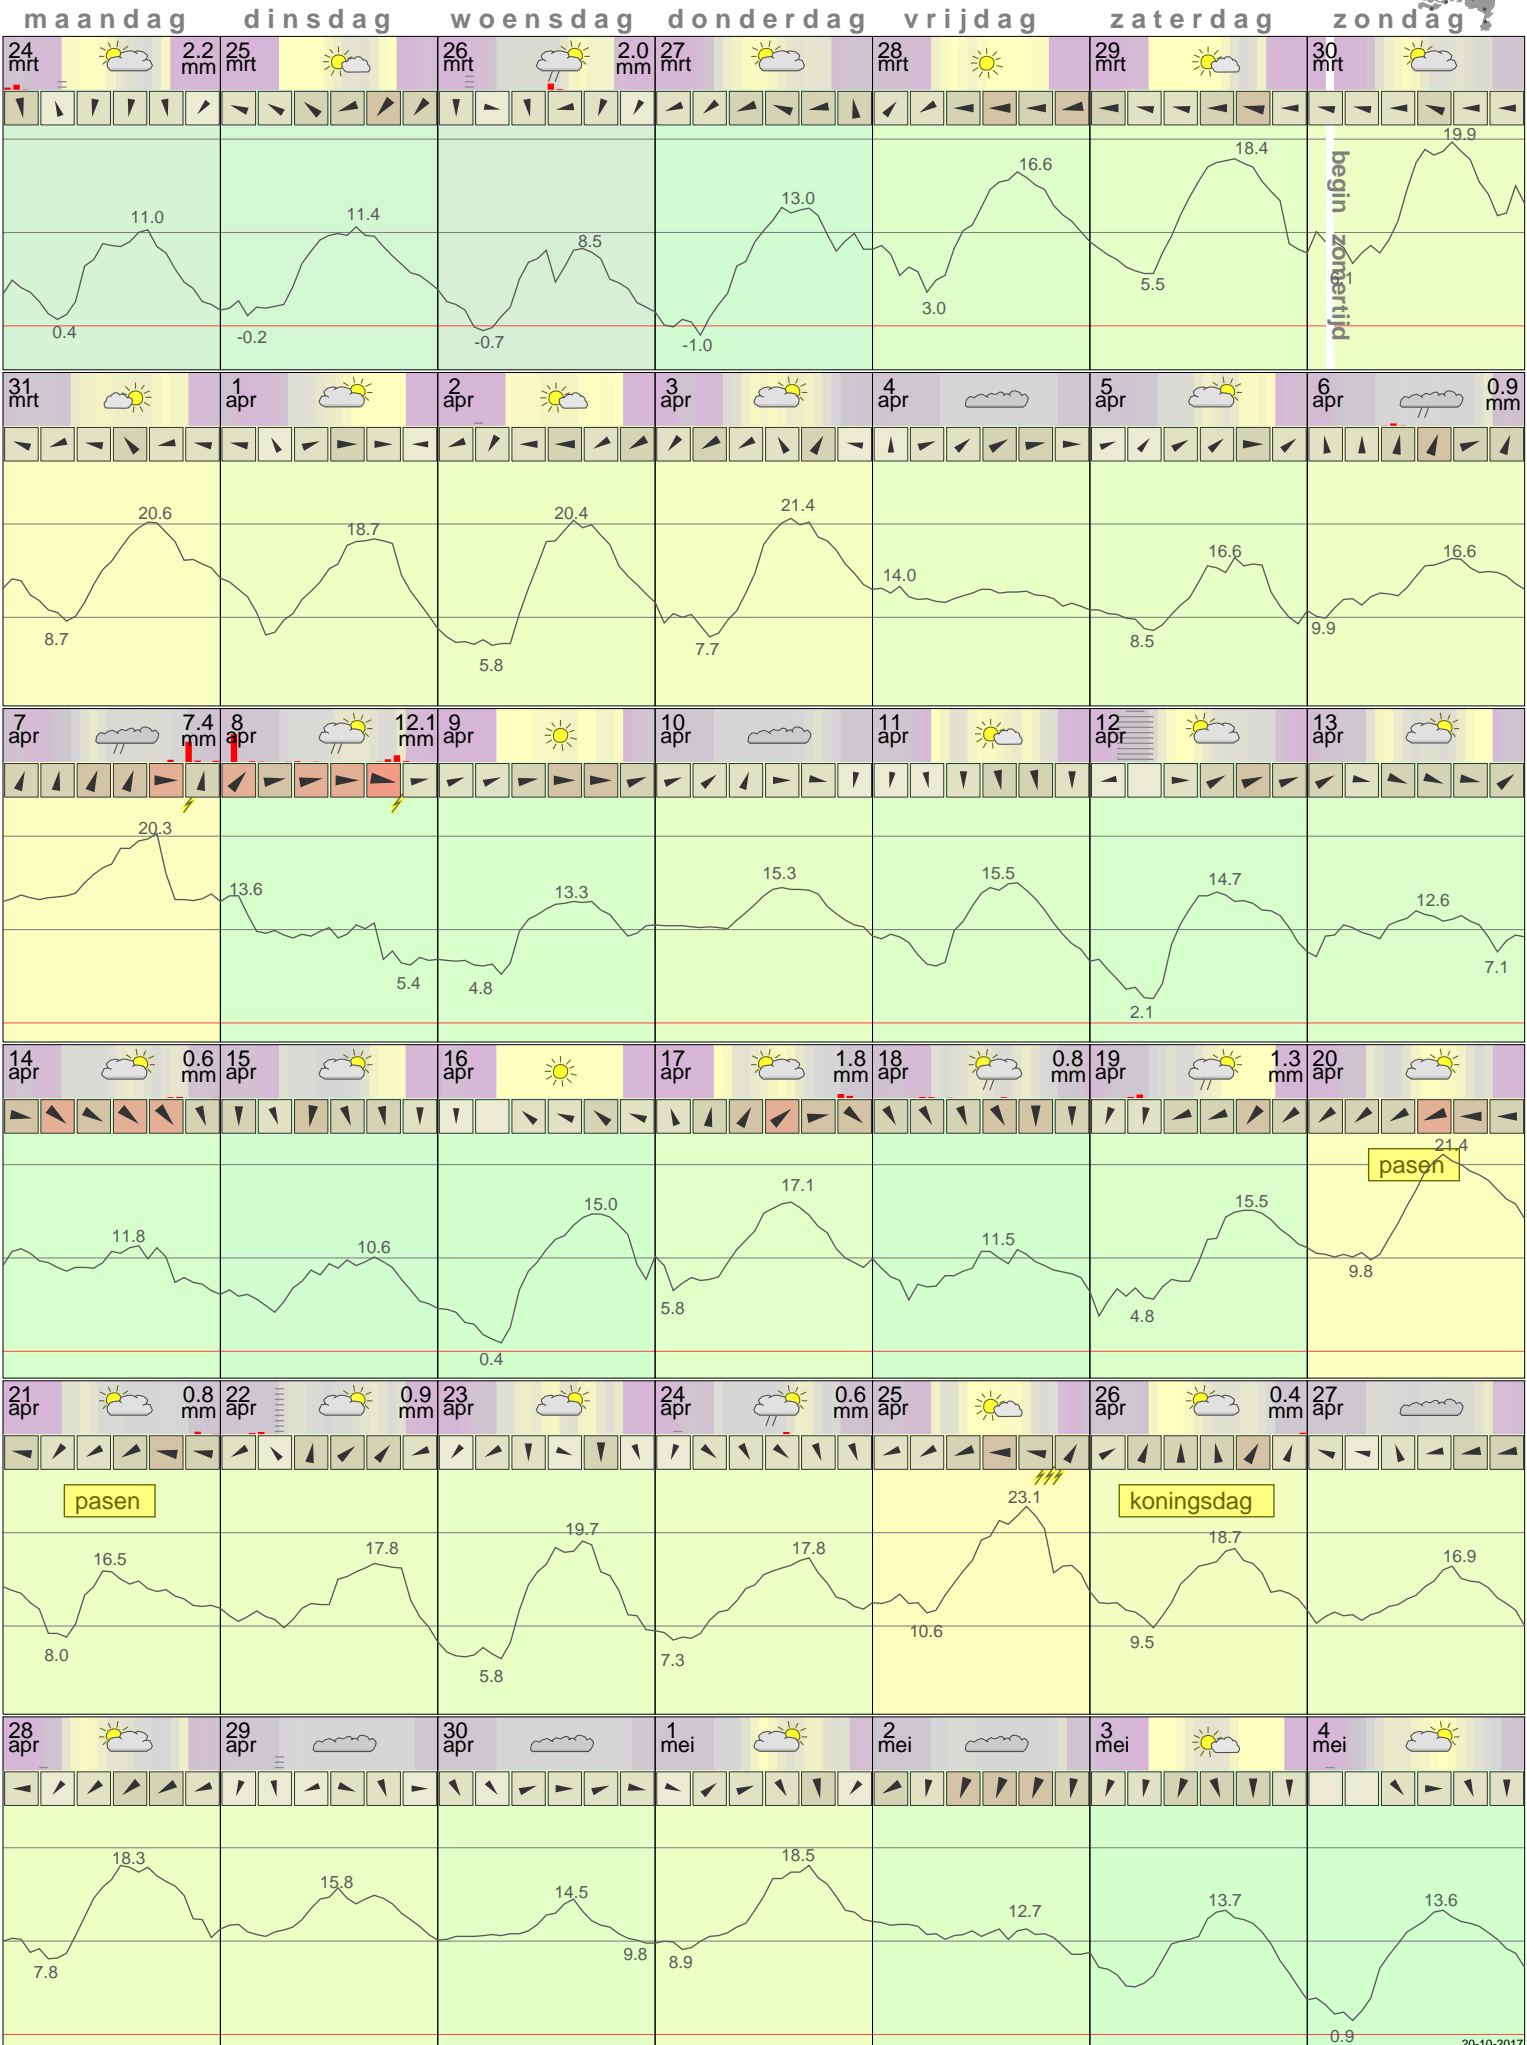 maandag dinsdag woensdag donderdag vrijdag zaterdag zondag
24 mrt 2.2 mm 25 mrt 26 mrt 2.0 mm 27 mrt 28 mrt 29 mrt 30 mrt
begin zomertijd
11.0 0.4 11.4 -0.2 8.5 -0.7 13.0 -1.0 16.6 3.0 18.4 5.5 19.9 6.1
31 mrt 1 apr 2 apr 3 apr 4 apr 5 apr 6 apr 0.9 mm
20.6 8.7 18.7 20.4 5.8 21.4 7.7 14.0 16.6 8.5 16.6 9.9
7 apr 7.4 mm 8 apr 12.1 mm 9 apr 10 apr 11 apr 12 apr 13 apr
20.3 13.6 5.4 13.3 4.8 15.3 15.5 14.7 2.1 12.6 7.1
14 apr 0.6 mm 15 apr 16 apr 17 apr 1.8 mm 18 apr 0.8 mm 19 apr 1.3 mm 20 apr
pasen
11.8 10.6 15.0 0.4 17.1 5.8 11.5 15.5 4.8 21.4 9.8
21 apr 0.8 mm 22 apr 0.9 mm 23 apr 24 apr 0.6 mm 25 apr 26 apr 0.4 mm 27 apr
pasen koningsdag
16.5 8.0 17.8 19.7 5.8 17.8 7.3 23.1 10.6 18.7 9.5 16.9
28 apr 29 apr 30 apr 1 mei 2 mei 3 mei 4 mei
18.3 7.8 15.8 14.5 9.8 18.5 8.9 12.7 13.7 13.6 0.9
20-10-2017